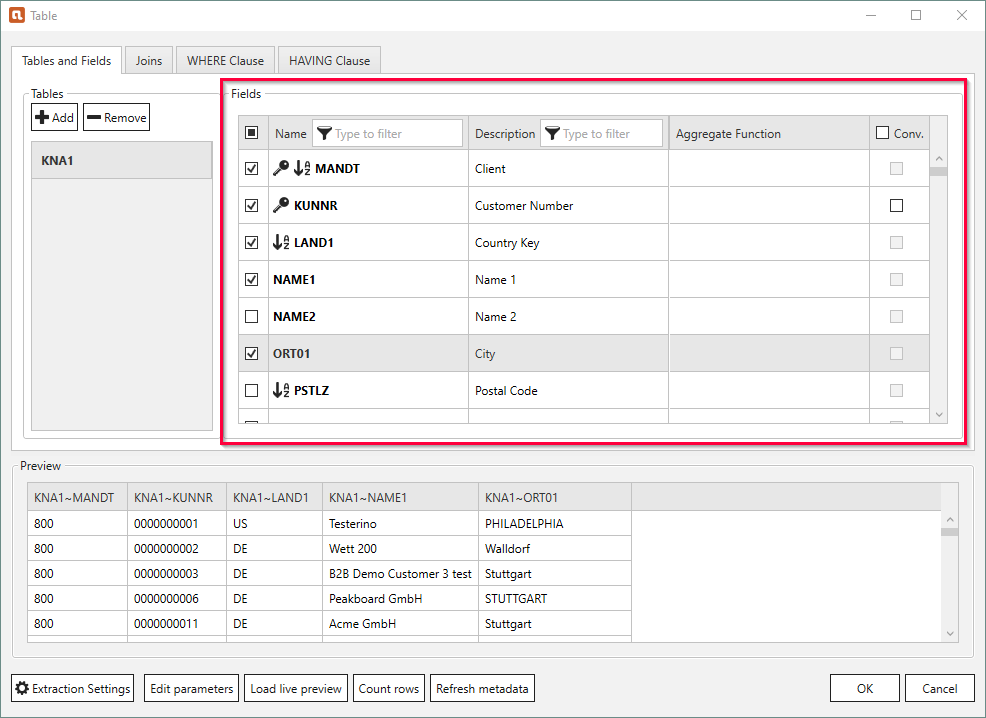 Table
Tables and Fields Joins WHERE Clause HAVING Clause
Tables
Add Remove
KNA1
Fields
Name Type to filter Description Type to filter Aggregate Function Conv.
MANDT Client
KUNNR Customer Number
LAND1 Country Key
NAME1 Name 1
NAME2 Name 2
ORT01 City
PSTLZ Postal Code
Preview
KNA1~MANDT KNA1~KUNNR KNA1~LAND1 KNA1~NAME1 KNA1~ORT01
800 0000000001 US Testerino PHILADELPHIA
800 0000000002 DE Wett 200 Walldorf
800 0000000003 DE B2B Demo Customer 3 test Stuttgart
800 0000000006 DE Peakboard GmbH STUTTGART
800 0000000011 DE Acme GmbH Stuttgart
Extraction Settings Edit parameters Load live preview Count rows Refresh metadata OK Cancel